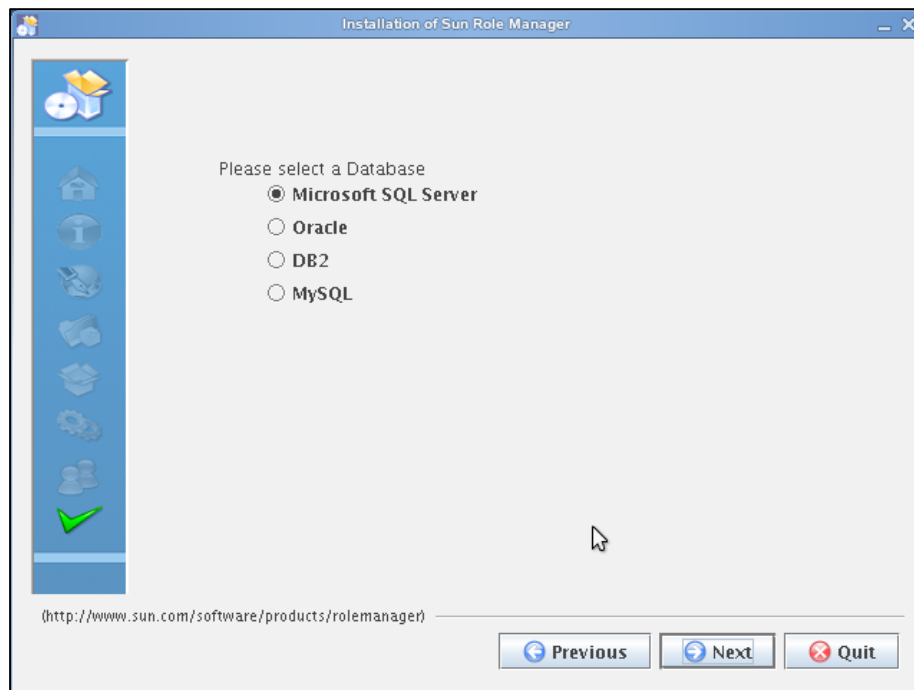 Installation of Sun Role Manager
Please select a Database
Microsoft SQL Server
Oracle
DB2
MySQL
(http://www.sun.com/software/products/rolemanager)
Previous
Next
Quit